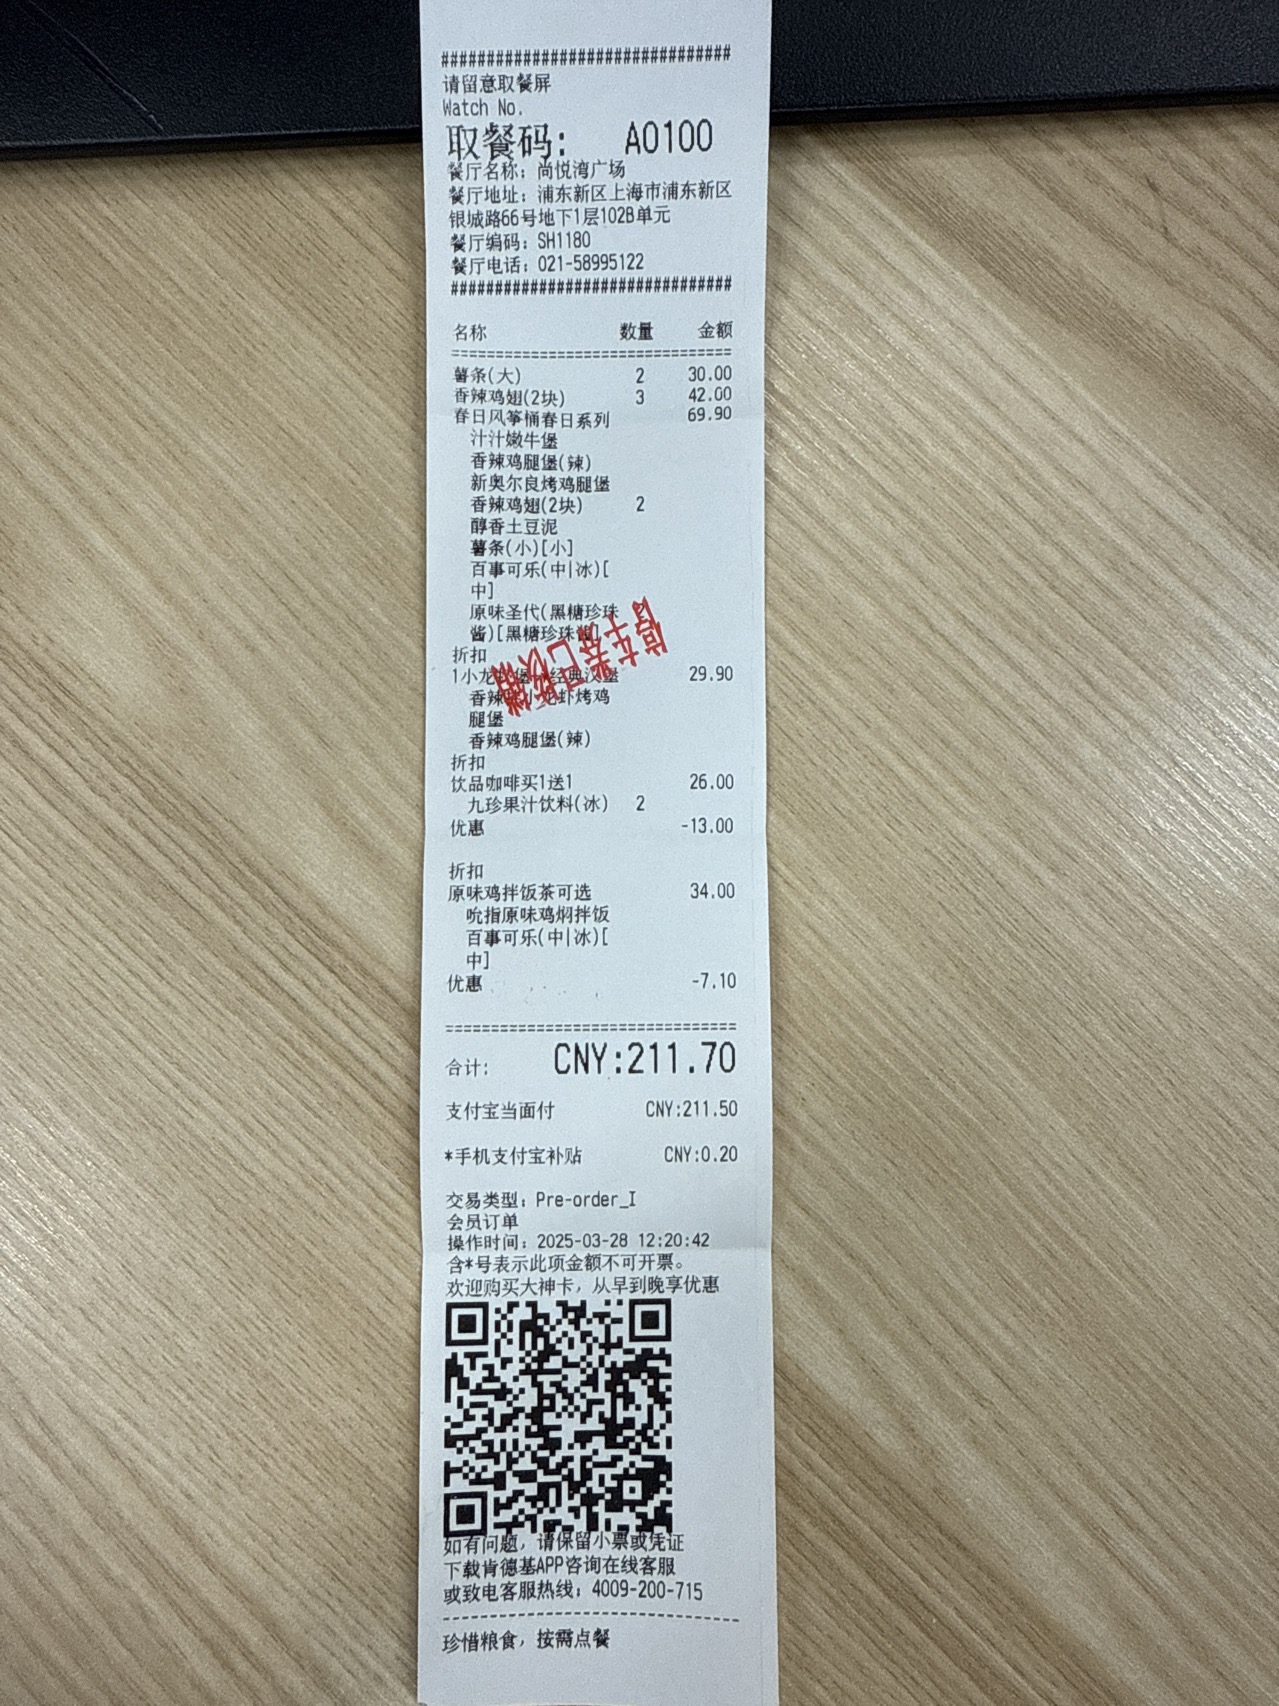 ##############################
请留意取餐屏
Watch No.
取餐码： A0100
餐厅名称：尚悦湾广场
餐厅地址：浦东新区上海市浦东新区
银城路66号地下1层102B单元
餐厅编码：SH1180
餐厅电话：021-58995122
##############################
名称 数量 金额
================================
薯条(大) 2 30.00
香辣鸡翅(2块) 3 42.00
春日风筝桶春日系列 69.90
汁汁嫩牛堡
香辣鸡腿堡(辣)
新奥尔良烤鸡腿堡
香辣鸡翅(2块) 2
醇香土豆泥
薯条(小)[小]
百事可乐(中|冰)[
中]
原味圣代(黑糖珍珠
酱)[黑糖珍珠酱]
折扣
1小龙 堡 经典汉堡 29.90
香辣 小龙虾烤鸡
腿堡
香辣鸡腿堡(辣)
折扣
饮品咖啡买1送1 26.00
九珍果汁饮料(冰) 2
优惠 -13.00
折扣
原味鸡拌饭茶可选 34.00
吮指原味鸡焖拌饭
百事可乐(中|冰)[
中]
优惠 -7.10
================================
合计： CNY:211.70
支付宝当面付 CNY:211.50
*手机支付宝补贴 CNY:0.20
交易类型：Pre-order_I
会员订单
操作时间：2025-03-28 12:20:42
含*号表示此项金额不可开票。
欢迎购买大神卡，从早到晚享优惠
如有问题，请保留小票或凭证
下载肯德基APP咨询在线客服
或致电客服热线：4009-200-715
--------------------------------
珍惜粮食，按需点餐